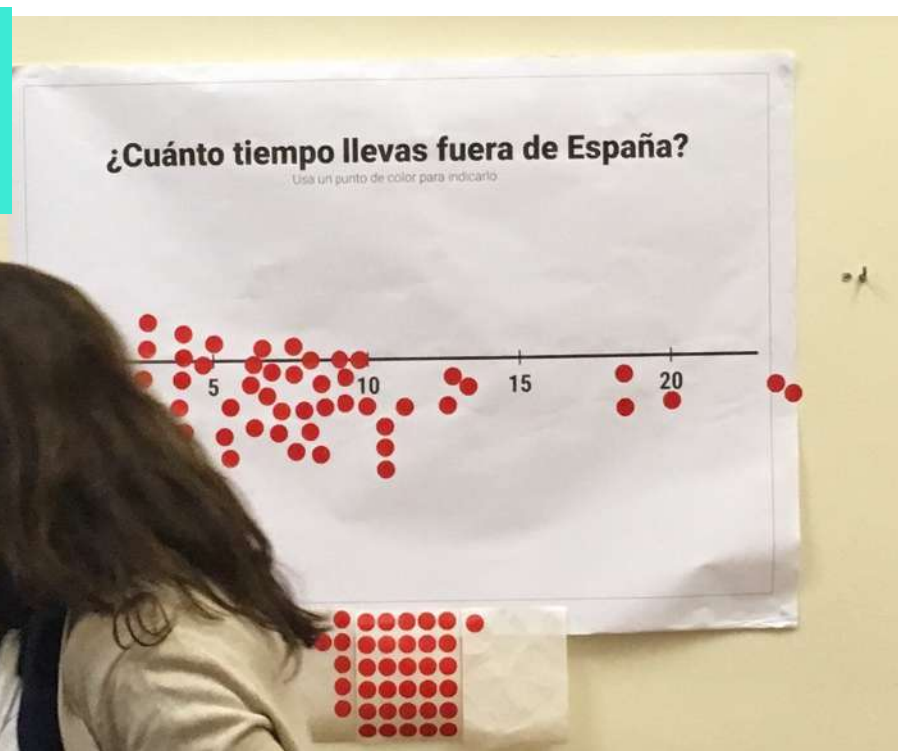 ¿Cuánto tiempo llevas fuera de España?
Usa un punto de color para indicarlo
5 10 15 20